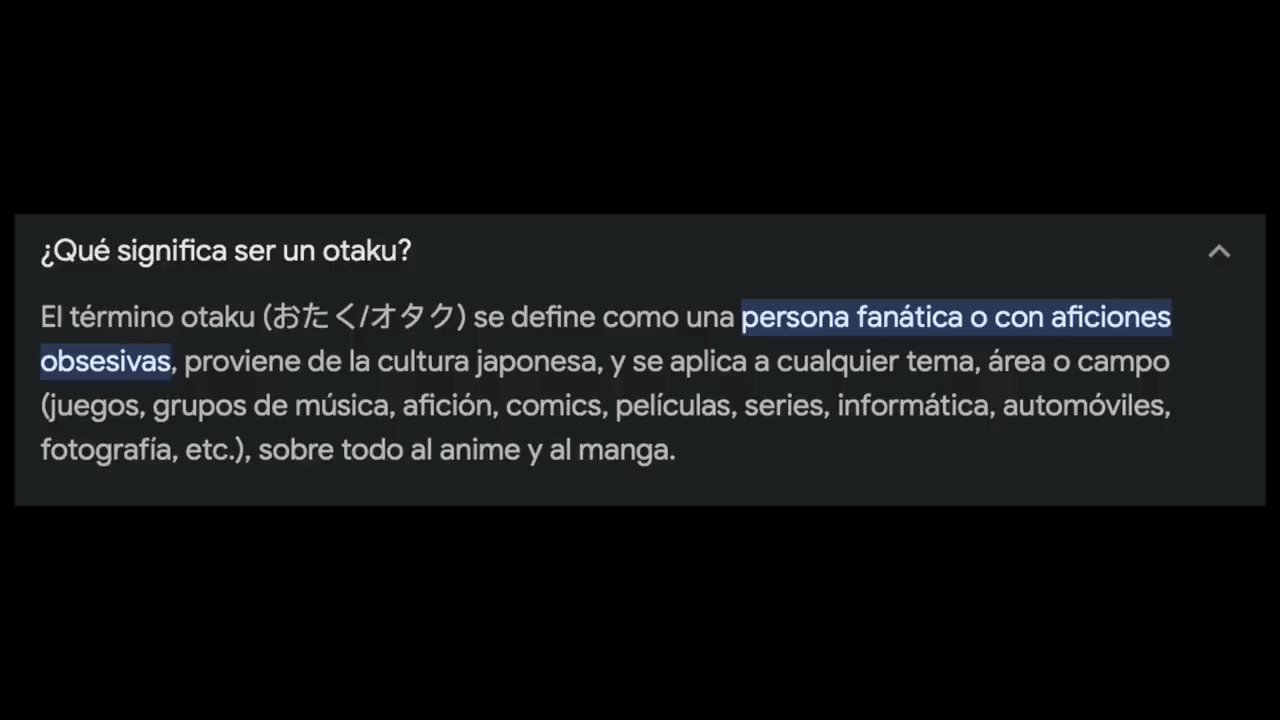 ¿Qué significa ser un otaku?
El término otaku (おたく/オタク) se define como una persona fanática o con aficiones
obsesivas, proviene de la cultura japonesa, y se aplica a cualquier tema, área o campo
(juegos, grupos de música, afición, comics, películas, series, informática, automóviles,
fotografía, etc.), sobre todo al anime y al manga.